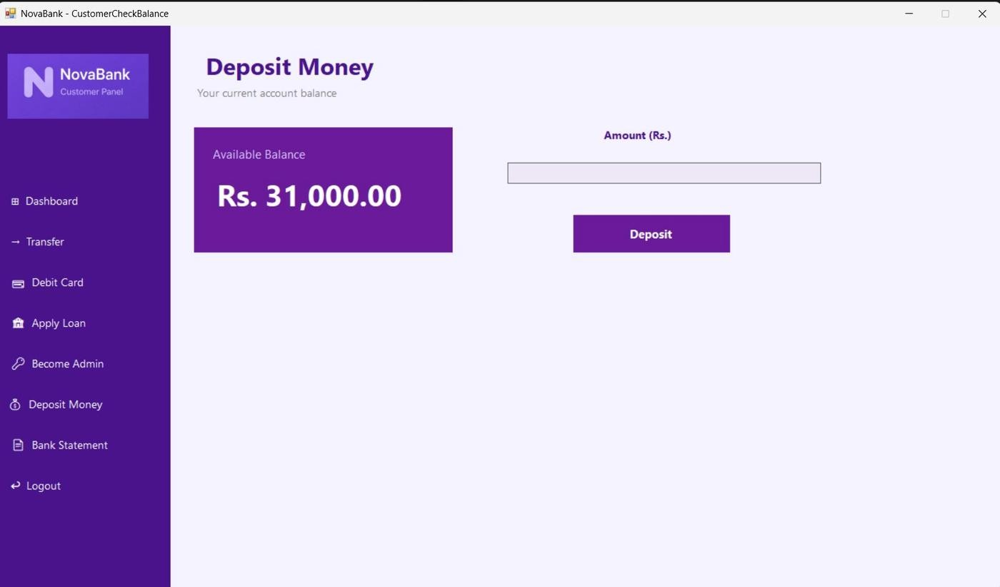 NovaBank - CustomerCheckBalance
NovaBank
Customer Panel
Dashboard
Transfer
Debit Card
Apply Loan
Become Admin
Deposit Money
Bank Statement
Logout
Deposit Money
Your current account balance
Available Balance
Rs. 31,000.00
Amount (Rs.)
Deposit